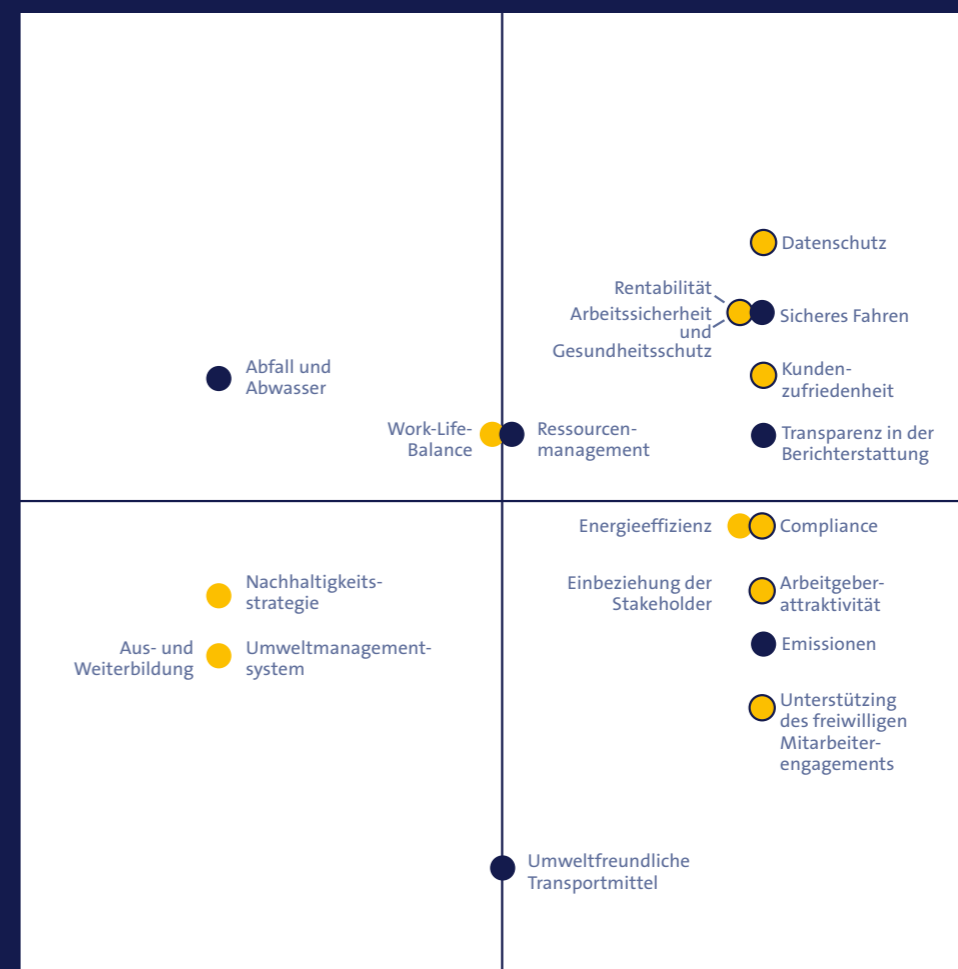 Datenschutz
Rentabilität
Arbeitssicherheit
und
Gesundheitsschutz
Sicheres Fahren
Abfall und
Abwasser
Kunden-
zufriedenheit
Work-Life-
Balance
Ressourcen-
management
Transparenz in der
Berichterstattung
Energieeffizienz
Compliance
Nachhaltigkeits-
strategie
Einbeziehung der
Stakeholder
Arbeitgeber-
attraktivität
Aus- und
Weiterbildung
Umweltmanagement-
system
Emissionen
Unterstützing
des freiwilligen
Mitarbeiter-
engagements
Umweltfreundliche
Transportmittel